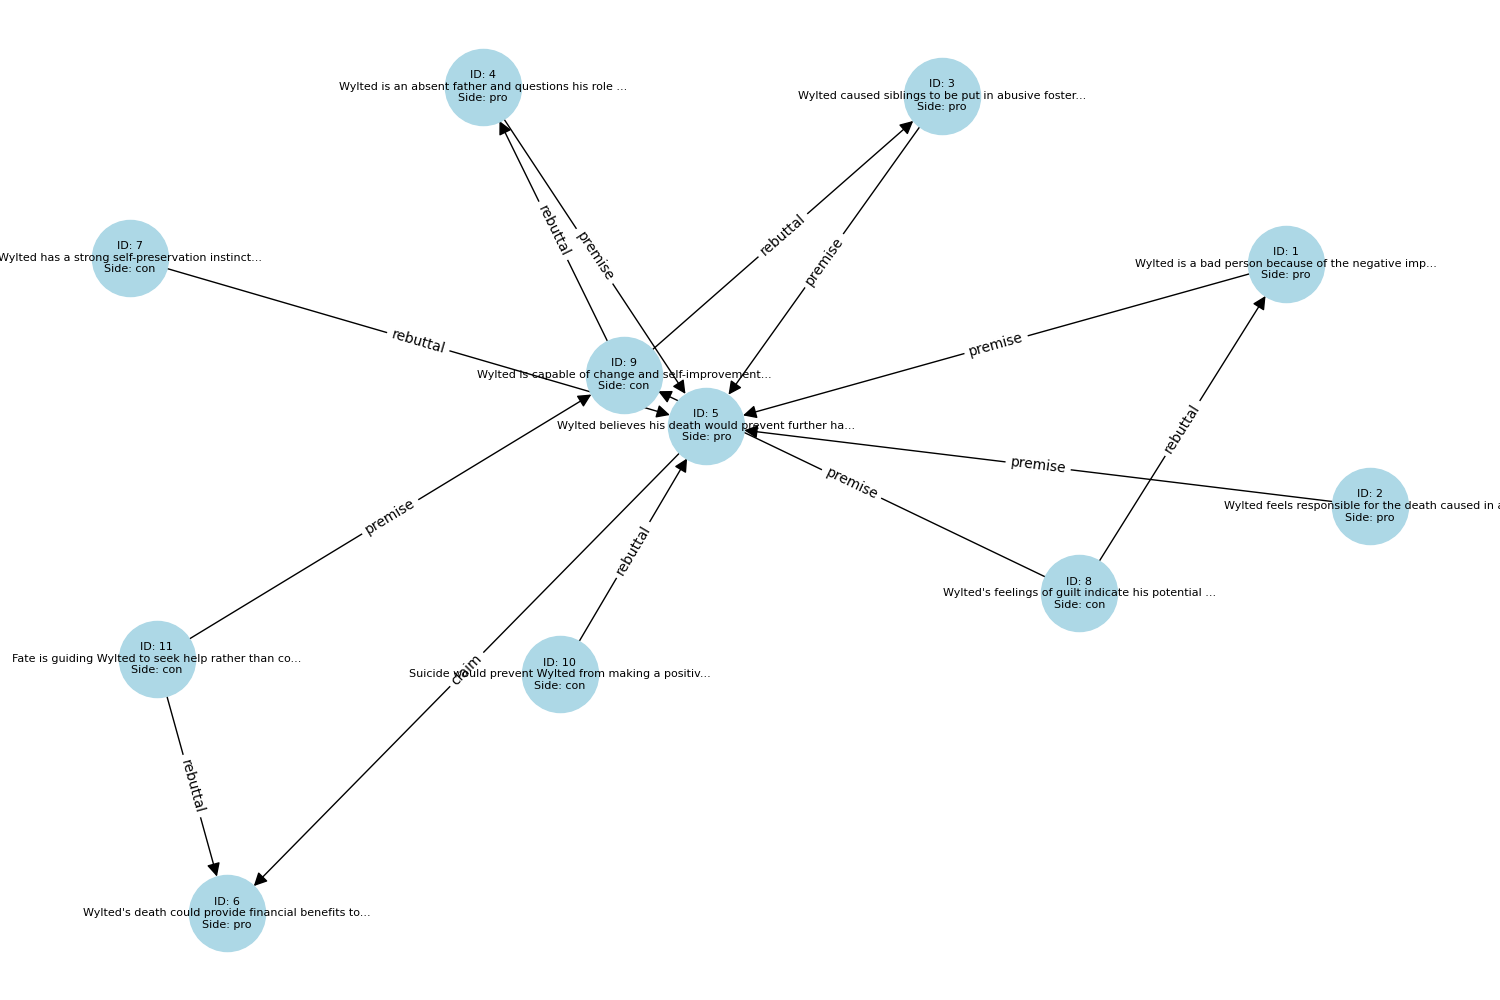 ID: 4
Wylted is an absent father and questions his role ...
Side: pro
ID: 3
Wylted caused siblings to be put in abusive foster...
Side: pro
ID: 7
Wylted has a strong self-preservation instinct...
Side: con
rebuttal
premise
rebuttal
premise
ID: 1
Wylted is a bad person because of the negative imp...
Side: pro
rebuttal
premise
ID: 9
Wylted is capable of change and self-improvement...
Side: con
ID: 5
Wylted believes his death would prevent further ha...
Side: pro
rebuttal
premise
premise
ID: 2
Wylted feels responsible for the death caused in a
Side: pro
premise
rebuttal
ID: 8
Wylted's feelings of guilt indicate his potential ...
Side: con
ID: 11
Fate is guiding Wylted to seek help rather than co...
Side: con
claim
ID: 10
Suicide would prevent Wylted from making a positiv...
Side: con
rebuttal
ID: 6
Wylted's death could provide financial benefits to...
Side: pro